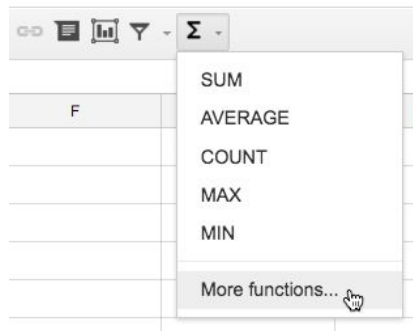 Σ
F
SUM
AVERAGE
COUNT
MAX
MIN
More functions...